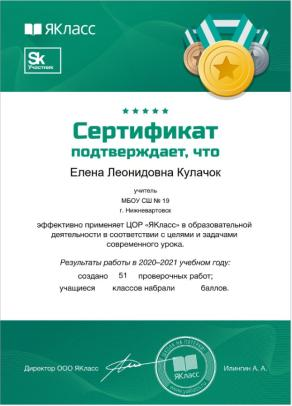 ЯКласс
Sk
Участник
Сертификат
подтверждает, что
Елена Леонидовна Кулачок
учитель
МБОУ СШ № 19
г. Нижневартовск
эффективно применяет ЦОР «ЯКласс» в образовательной
деятельности в соответствии с целями и задачами
современного урока.
Результаты работы в 2020–2021 учебном году:
создано 51 проверочных работ;
учащиеся классов набрали баллов.
Директор ООО ЯКласс
Илингин А. А.
ЯКласс